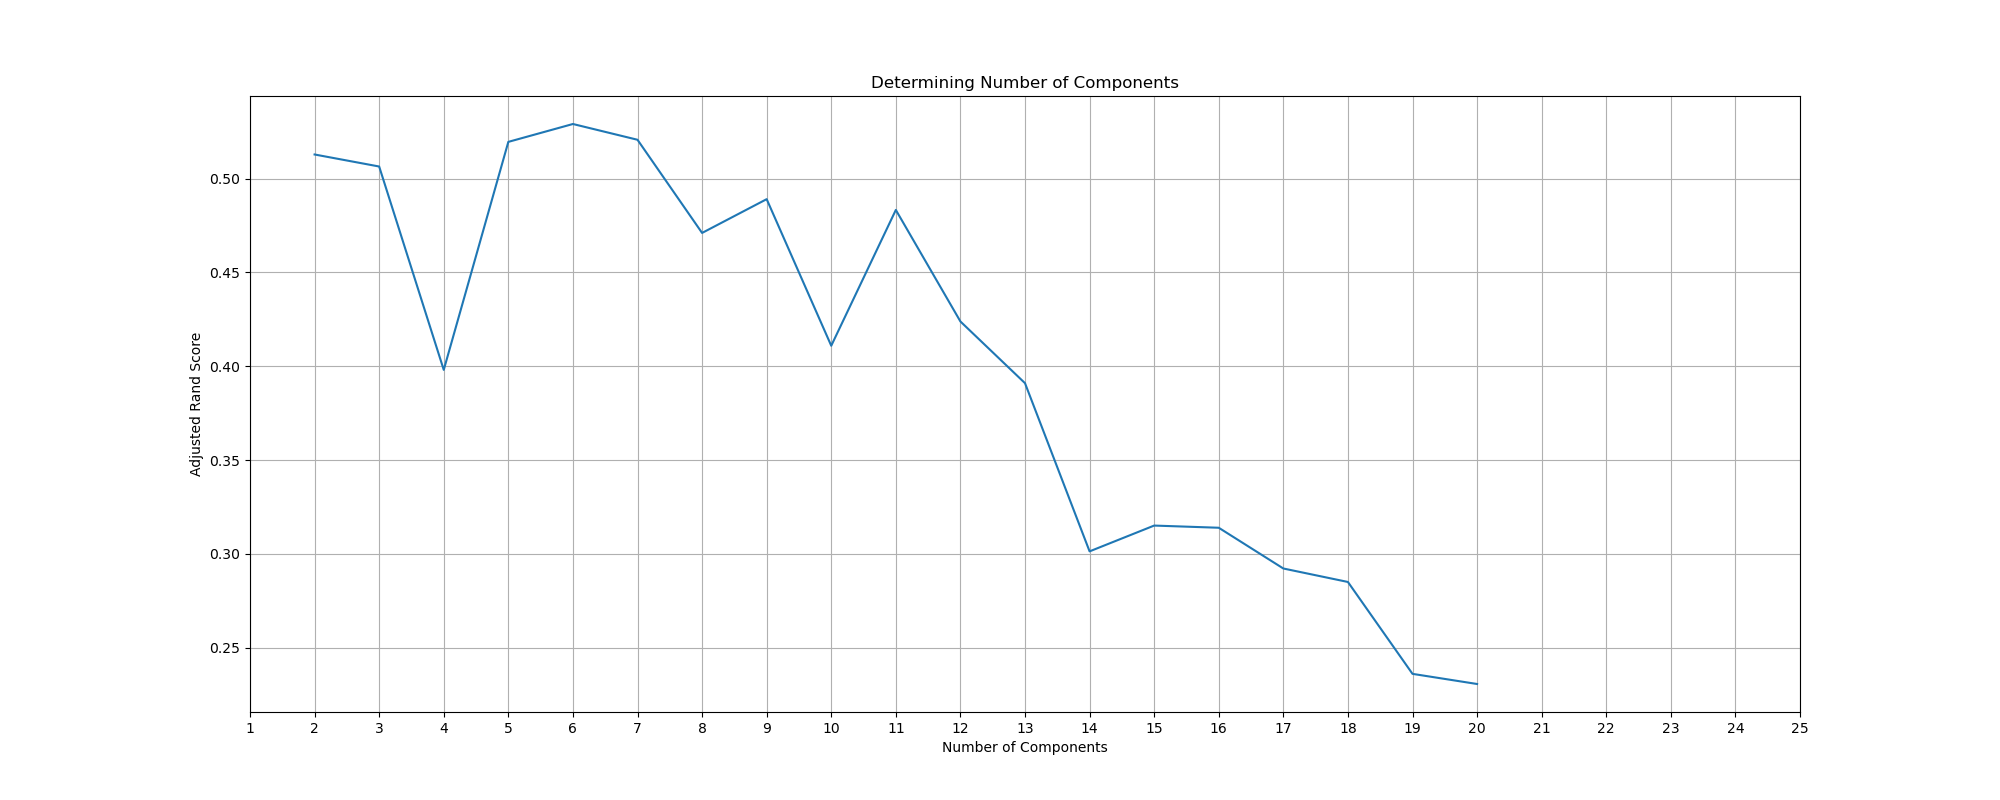 Determining Number of Components
0.50
0.45
0.40
0.35
0.30
0.25
Adjusted Rand Score
1 2 3 4 5 6 7 8 9 10 11 12 13 14 15 16 17 18 19 20 21 22 23 24 25
Number of Components